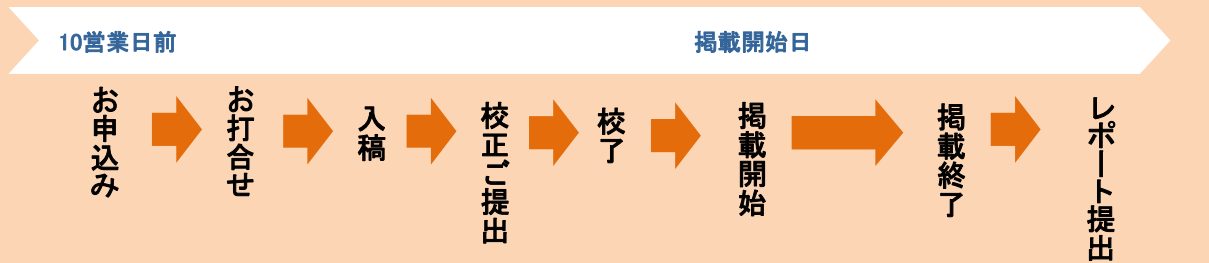 10営業日前
掲載開始日
お申込み
お打合せ
入稿
校正ご提出
校了
掲載開始
掲載終了
レポート提出